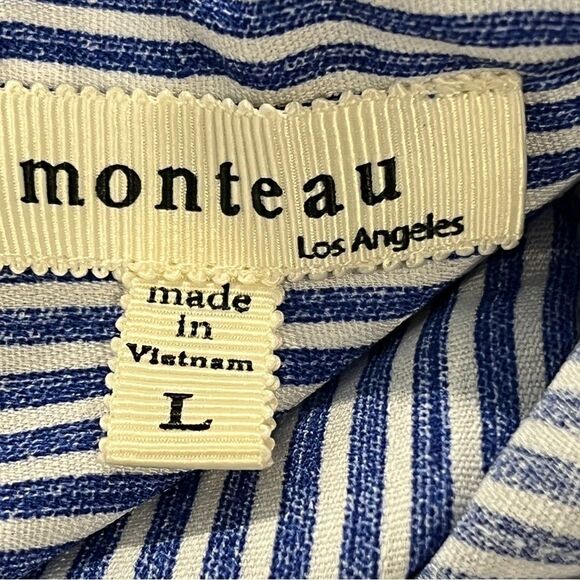 monteau
Los Angeles
made
in
Vietnam
L